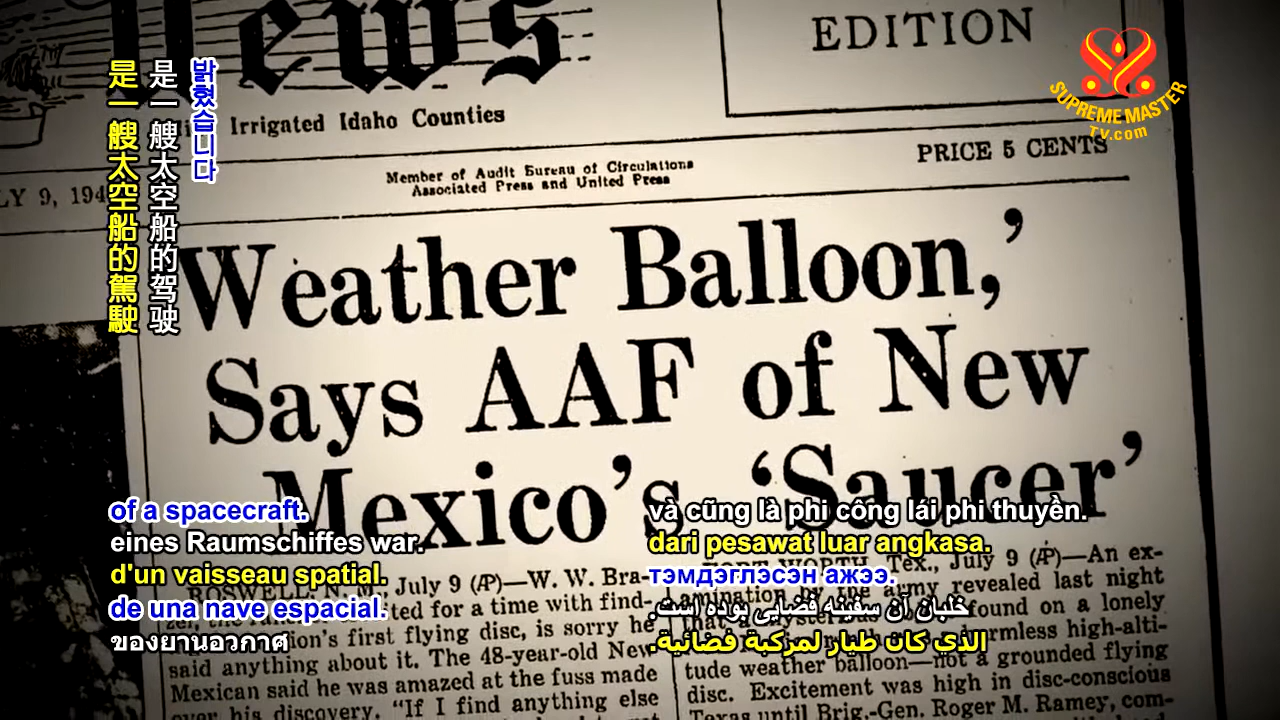 News
EDITION
Irrigated Idaho Counties
Member of Audit Bureau of Circulations
Associated Press and United Press
PRICE 5 CENTS
LY 9, 194
SUPREME MASTER
TV.com
밝혔습니다
是一艘太空船的驾驶
是一艘太空船的駕駛
Weather Balloon,’
Says AAF of New
Mexico’s ‘Saucer’
of a spacecraft.
eines Raumschiffes war.
d'un vaisseau spatial.
de una nave espacial.
ของยานอวกาศ
và cũng là phi công lái phi thuyền.
dari pesawat luar angkasa.
тэмдэглэсэн ажээ.
خلبان آن سفینه فضایی بوده است.
الذي كان طيار لمركبة فضائية.
ROSWELL, N. M., July 9 (AP)—W. W. Bra-
ted for a time with find-
ion's first flying disc, is sorry he
said anything about it. The 48-year-old New
Mexican said he was amazed at the fuss made
over his discovery. “If I find anything else
WORTH, Tex., July 9 (AP)—An ex-
amination by the army revealed last night
that a mysterious found on a lonely
harmless high-alti-
tude weather balloon—not a grounded flying
disc. Excitement was high in disc-conscious
Texas until Brig.-Gen. Roger M. Ramey, com-